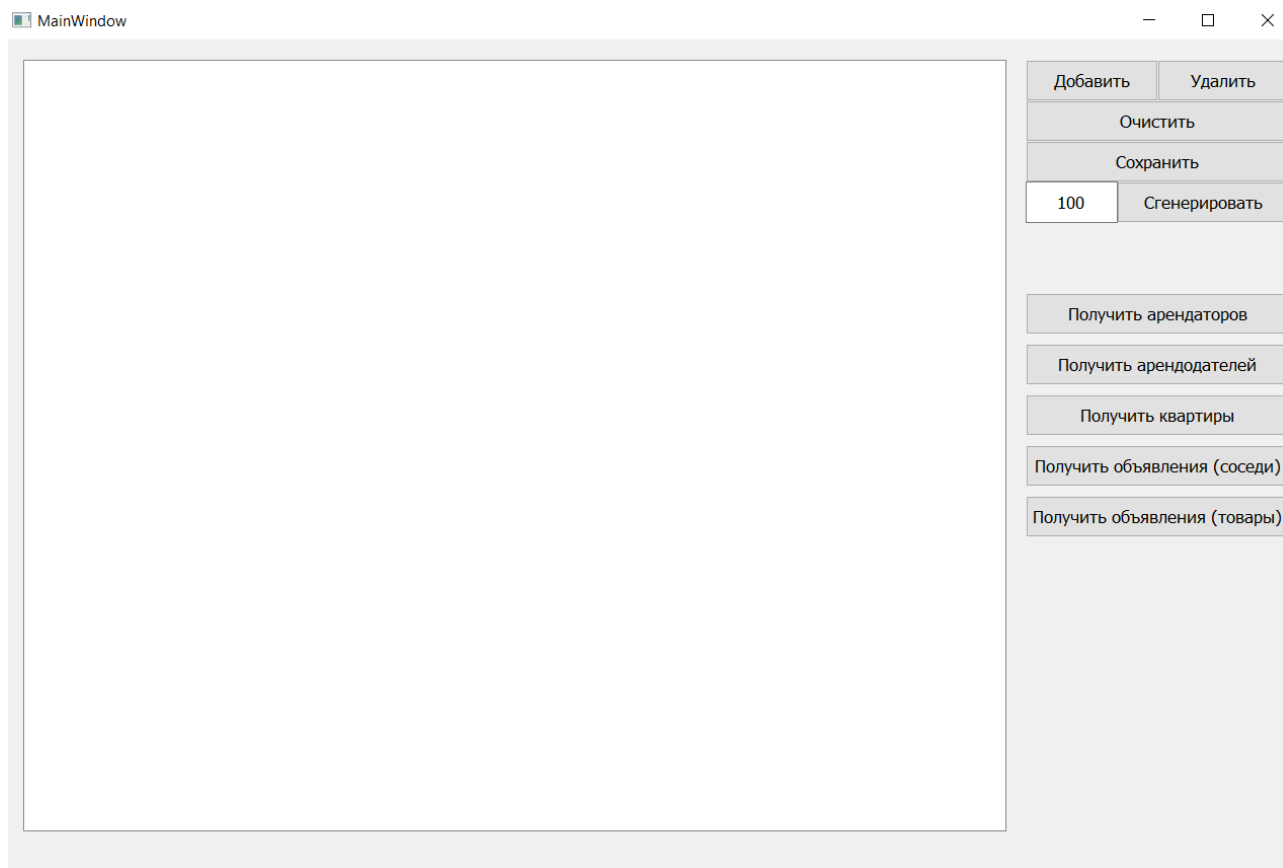 MainWindow
Добавить Удалить
Очистить
Сохранить
100 Сгенерировать
Получить арендаторов
Получить арендодателей
Получить квартиры
Получить объявления (соседи)
Получить объявления (товары)